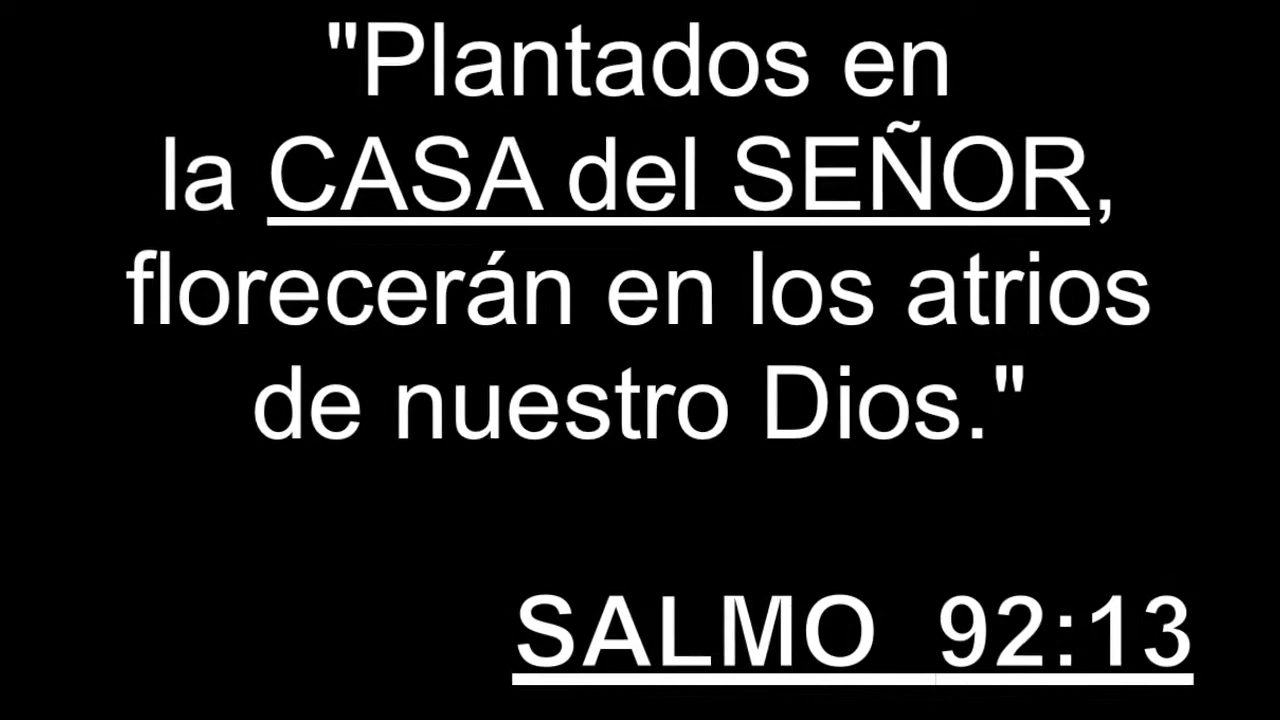 "Plantados en
la CASA del SEÑOR,
florecerán en los atrios
de nuestro Dios."
SALMO 92:13